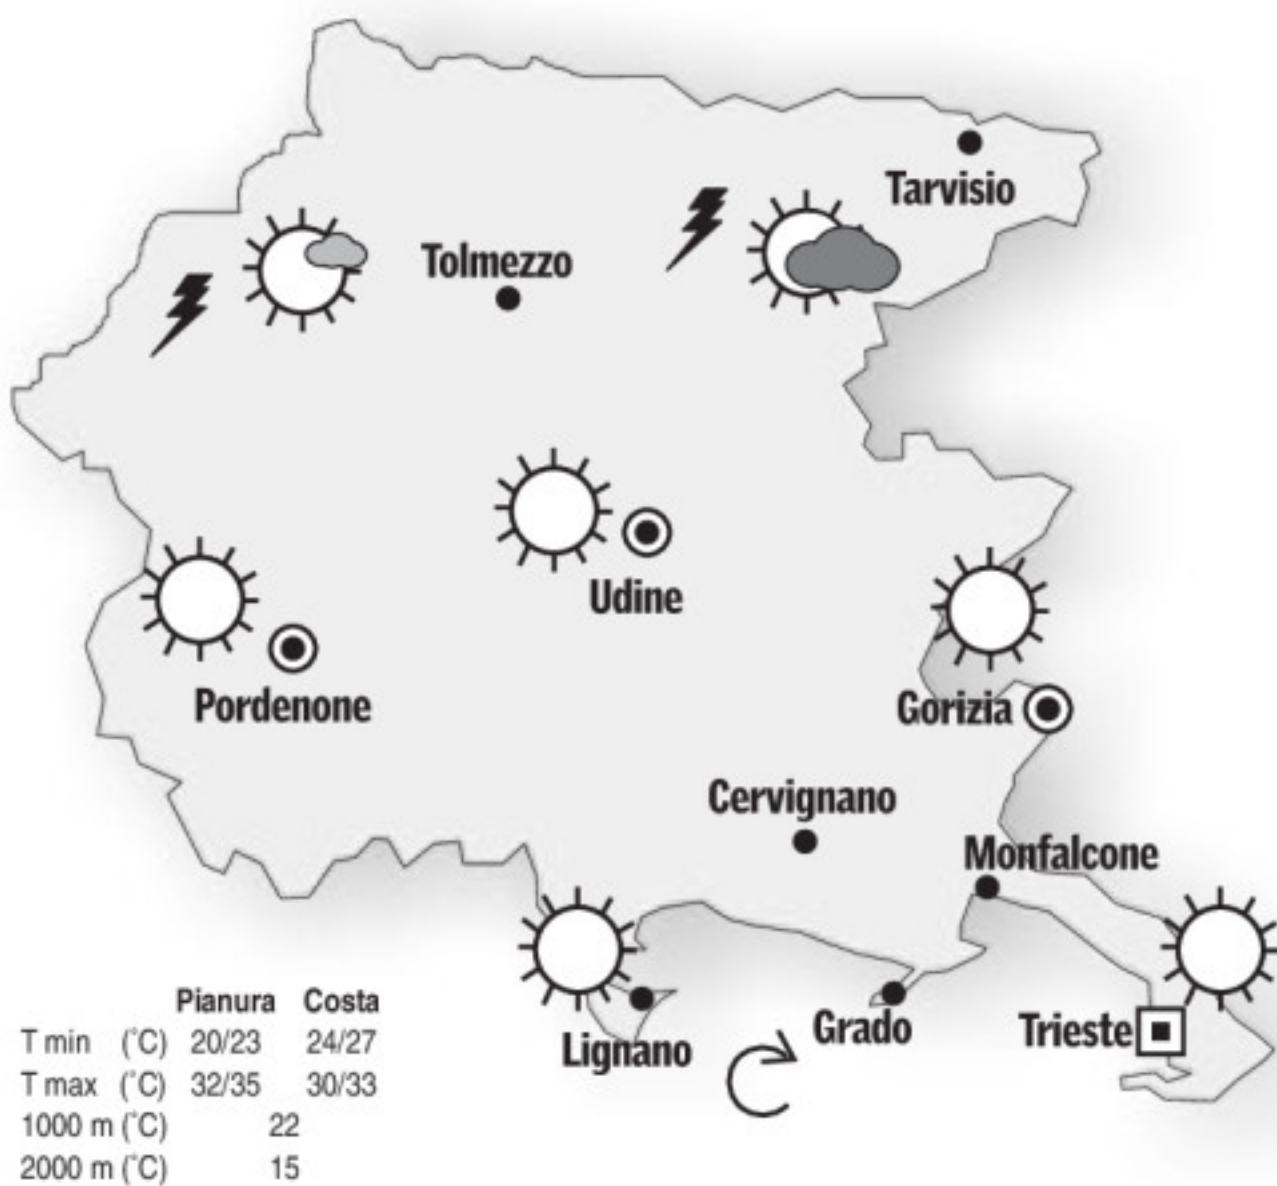 Tarvisio
Tolmezzo
Udine
Pordenone
Gorizia
Cervignano
Monfalcone
Grado
Trieste
Lignano
Pianura Costa
T min (°C) 20/23 24/27
T max (°C) 32/35 30/33
1000 m (°C) 22
2000 m (°C) 15